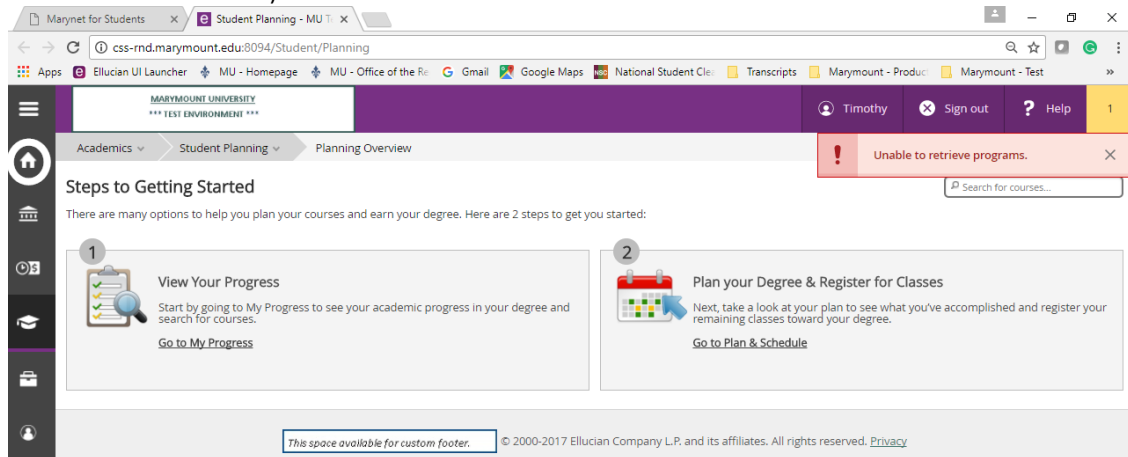 Marynet for Students
Student Planning - MU T
css-rnd.marymount.edu:8094/Student/Planning
Apps Ellucian UI Launcher MU - Homepage MU - Office of the Re Gmail Google Maps NSC National Student Cle Transcripts Marymount - Produc Marymount - Test »
MARYMOUNT UNIVERSITY
*** TEST ENVIRONMENT ***
Timothy Sign out ? Help 1
Academics Student Planning Planning Overview
! Unable to retrieve programs.
Steps to Getting Started
Search for courses...
There are many options to help you plan your courses and earn your degree. Here are 2 steps to get you started:
1
View Your Progress
Start by going to My Progress to see your academic progress in your degree and
search for courses.
Go to My Progress
2
Plan your Degree & Register for Classes
Next, take a look at your plan to see what you've accomplished and register your
remaining classes toward your degree.
Go to Plan & Schedule
This space available for custom footer.
© 2000-2017 Ellucian Company L.P. and its affiliates. All rights reserved. Privacy